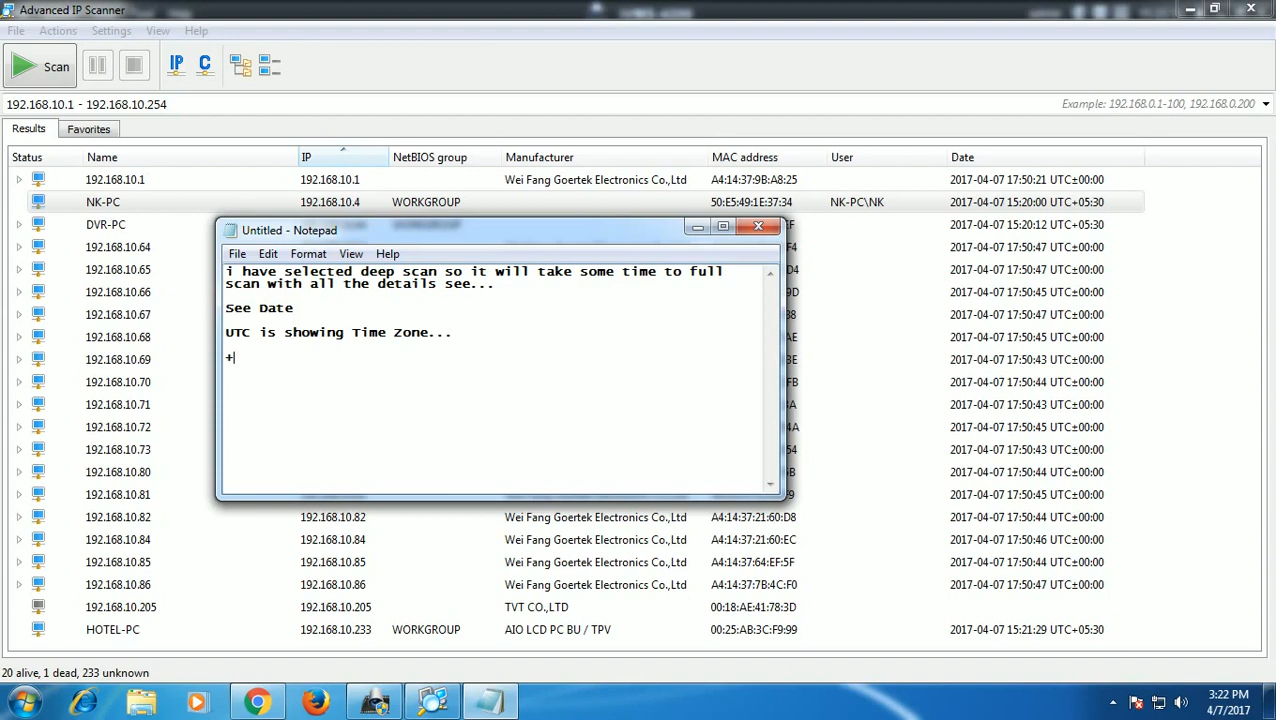 Advanced IP Scanner
File Actions Settings View Help
Scan
IP
C
192.168.10.1 - 192.168.10.254
Example: 192.168.0.1-100, 192.168.0.200
Results Favorites
Status Name IP NetBIOS group Manufacturer MAC address User Date
192.168.10.1 192.168.10.1 Wei Fang Goertek Electronics Co.,Ltd A4:14:37:9B:A8:25 2017-04-07 17:50:21 UTC±00:00
NK-PC 192.168.10.4 WORKGROUP 50:E5:49:1E:37:34 NK-PC\NK 2017-04-07 15:20:00 UTC+05:30
DVR-PC 2017-04-07 15:20:12 UTC+05:30
192.168.10.64 F4 2017-04-07 17:50:47 UTC±00:00
192.168.10.65 D4 2017-04-07 17:50:46 UTC±00:00
192.168.10.66 9D 2017-04-07 17:50:45 UTC±00:00
192.168.10.67 38 2017-04-07 17:50:47 UTC±00:00
192.168.10.68 2017-04-07 17:50:44 UTC±00:00
192.168.10.69 3E 2017-04-07 17:50:44 UTC±00:00
192.168.10.70 FB 2017-04-07 17:50:44 UTC±00:00
192.168.10.71 2017-04-07 17:50:43 UTC±00:00
192.168.10.72 4A 2017-04-07 17:50:45 UTC±00:00
192.168.10.73 54 2017-04-07 17:50:43 UTC±00:00
192.168.10.80 2017-04-07 17:50:44 UTC±00:00
192.168.10.81 2017-04-07 17:50:43 UTC±00:00
192.168.10.82 192.168.10.82 Wei Fang Goertek Electronics Co.,Ltd A4:14:37:21:60:D8 2017-04-07 17:50:44 UTC±00:00
192.168.10.84 192.168.10.84 Wei Fang Goertek Electronics Co.,Ltd A4:14:37:21:60:EC 2017-04-07 17:50:46 UTC±00:00
192.168.10.85 192.168.10.85 Wei Fang Goertek Electronics Co.,Ltd A4:14:37:64:EF:5F 2017-04-07 17:50:43 UTC±00:00
192.168.10.86 192.168.10.86 Wei Fang Goertek Electronics Co.,Ltd A4:14:37:7B:4C:F0 2017-04-07 17:50:47 UTC±00:00
192.168.10.205 192.168.10.205 TVT CO.,LTD 00:18:AE:41:78:3D
HOTEL-PC 192.168.10.233 WORKGROUP AIO LCD PC BU / TPV 00:25:AB:3C:F9:99 2017-04-07 15:21:29 UTC+05:30
Untitled - Notepad
File Edit Format View Help
i have selected deep scan so it will take some time to full
scan with all the details see...
See Date
UTC is showing Time Zone...
+
20 alive, 1 dead, 233 unknown
3:22 PM
4/7/2017